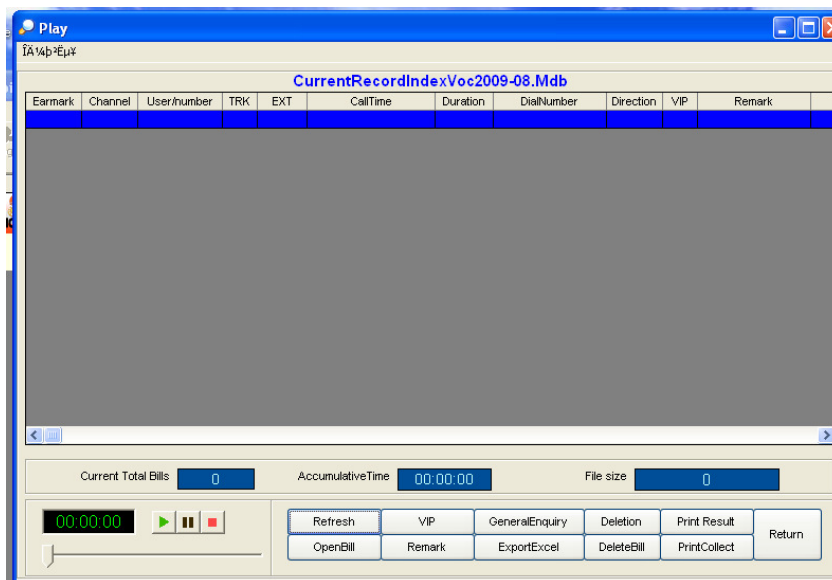 Play
ÎÄ¼þ²Ëµ¥
CurrentRecordIndexVoc2009-08.Mdb
Earmark Channel User/number TRK EXT CallTime Duration DialNumber Direction VIP Remark
Current Total Bills 0 AccumulativeTime 00:00:00 File size 0
00:00:00
Refresh VIP GeneralEnquiry Deletion Print Result
Return
OpenBill Remark ExportExcel DeleteBill PrintCollect